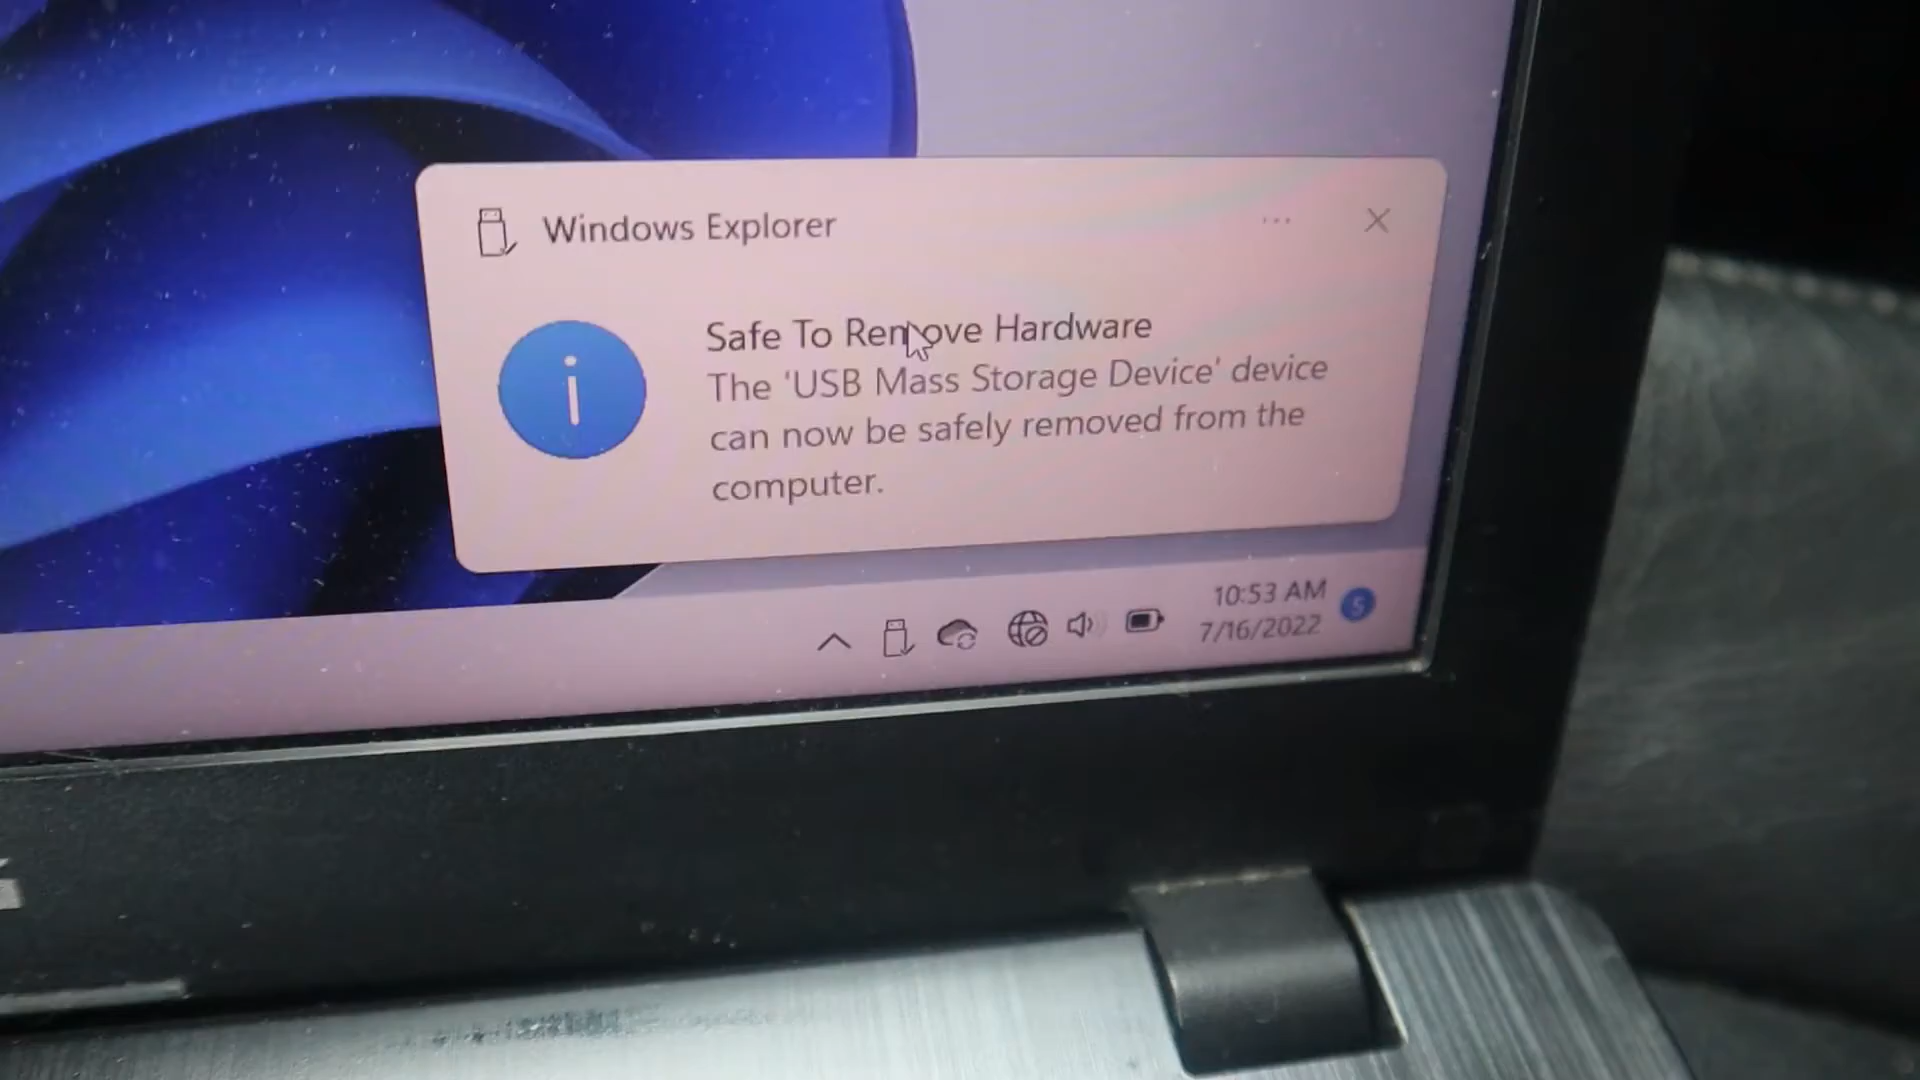 Windows Explorer
Safe To Remove Hardware
The 'USB Mass Storage Device' device
can now be safely removed from the
computer.
10:53 AM
7/16/2022
5